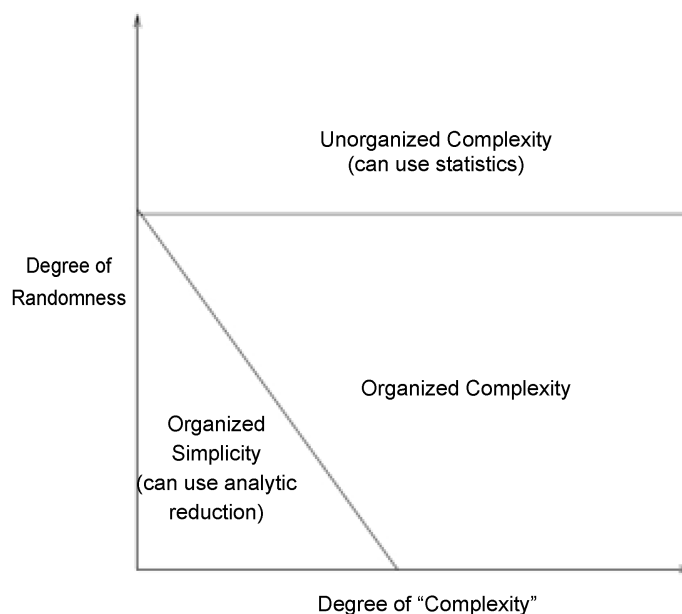 Unorganized Complexity
(can use statistics)
Degree of
Randomness
Organized Complexity
Organized
Simplicity
(can use analytic
reduction)
Degree of “Complexity”